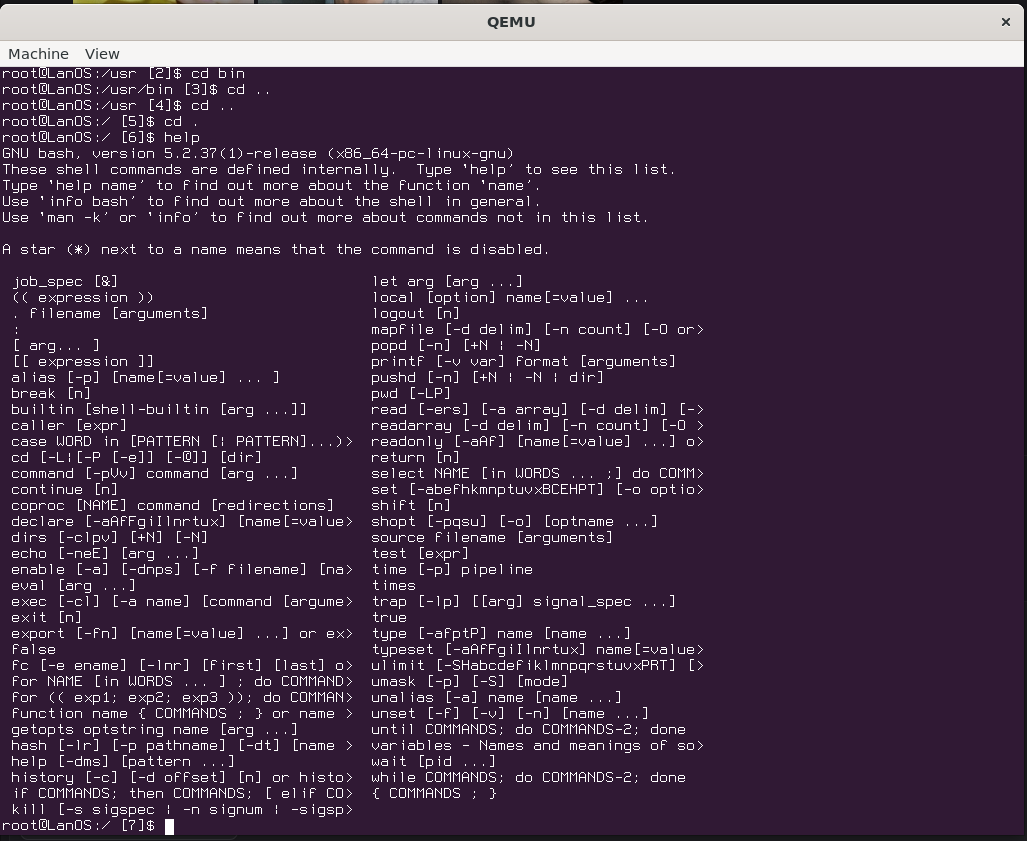 QEMU
Machine View
root@LanOS:/usr [2]$ cd bin
root@LanOS:/usr/bin [3]$ cd ..
root@LanOS:/usr [4]$ cd ..
root@LanOS:/ [5]$ cd .
root@LanOS:/ [6]$ help
GNU bash, version 5.2.37(1)-release (x86_64-pc-linux-gnu)
These shell commands are defined internally.  Type 'help' to see this list.
Type 'help name' to find out more about the function 'name'.
Use 'info bash' to find out more about the shell in general.
Use 'man -k' or 'info' to find out more about commands not in this list.
A star (*) next to a name means that the command is disabled.
job_spec [&]                            let arg [arg ...]
(( expression ))                        local [option] name[=value] ...
. filename [arguments]                  logout [n]
:                                       mapfile [-d delim] [-n count] [-O or>
[ arg... ]                              popd [-n] [+N | -N]
[[ expression ]]                        printf [-v var] format [arguments]
alias [-p] [name[=value] ... ]          pushd [-n] [+N | -N | dir]
break [n]                               pwd [-LP]
builtin [shell-builtin [arg ...]]       read [-ers] [-a array] [-d delim] [->
caller [expr]                           readarray [-d delim] [-n count] [-O >
case WORD in [PATTERN [| PATTERN]...)>  readonly [-aAf] [name[=value] ...] o>
cd [-L|[-P [-e]] [-@]] [dir]            return [n]
command [-pVv] command [arg ...]        select NAME [in WORDS ... ;] do COMM>
continue [n]                            set [-abefhkmnptuvxBCEHPT] [-o optio>
coproc [NAME] command [redirections]    shift [n]
declare [-aAfFgiIlnrtux] [name[=value>  shopt [-pqsu] [-o] [optname ...]
dirs [-clpv] [+N] [-N]                  source filename [arguments]
echo [-neE] [arg ...]                   test [expr]
enable [-a] [-dnps] [-f filename] [na>  time [-p] pipeline
eval [arg ...]                          times
exec [-cl] [-a name] [command [argume>  trap [-lp] [[arg] signal_spec ...]
exit [n]                                true
export [-fn] [name[=value] ...] or ex>  type [-afptP] name [name ...]
false                                   typeset [-aAfFgiIlnrtux] name[=value>
fc [-e ename] [-lnr] [first] [last] o>  ulimit [-SHabcdefiklmnpqrstuvxPRT] [>
for NAME [in WORDS ... ] ; do COMMAND>  umask [-p] [-S] [mode]
for (( exp1; exp2; exp3 )); do COMMAN>  unalias [-a] name [name ...]
function name { COMMANDS ; } or name >  unset [-f] [-v] [-n] [name ...]
getopts optstring name [arg ...]        until COMMANDS; do COMMANDS-2; done
hash [-lr] [-p pathname] [-dt] [name >  variables - Names and meanings of so>
help [-dms] [pattern ...]               wait [pid ...]
history [-c] [-d offset] [n] or histo>  while COMMANDS; do COMMANDS-2; done
if COMMANDS; then COMMANDS; [ elif CO>  { COMMANDS ; }
kill [-s sigspec | -n signum | -sigsp>
root@LanOS:/ [7]$